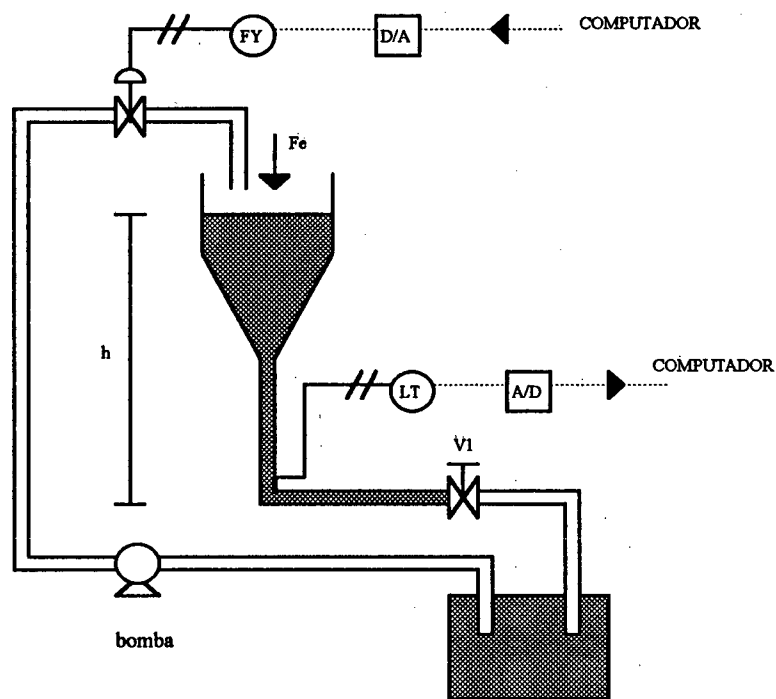 FY
D/A
COMPUTADOR
Fe
h
COMPUTADOR
LT
A/D
V1
bomba